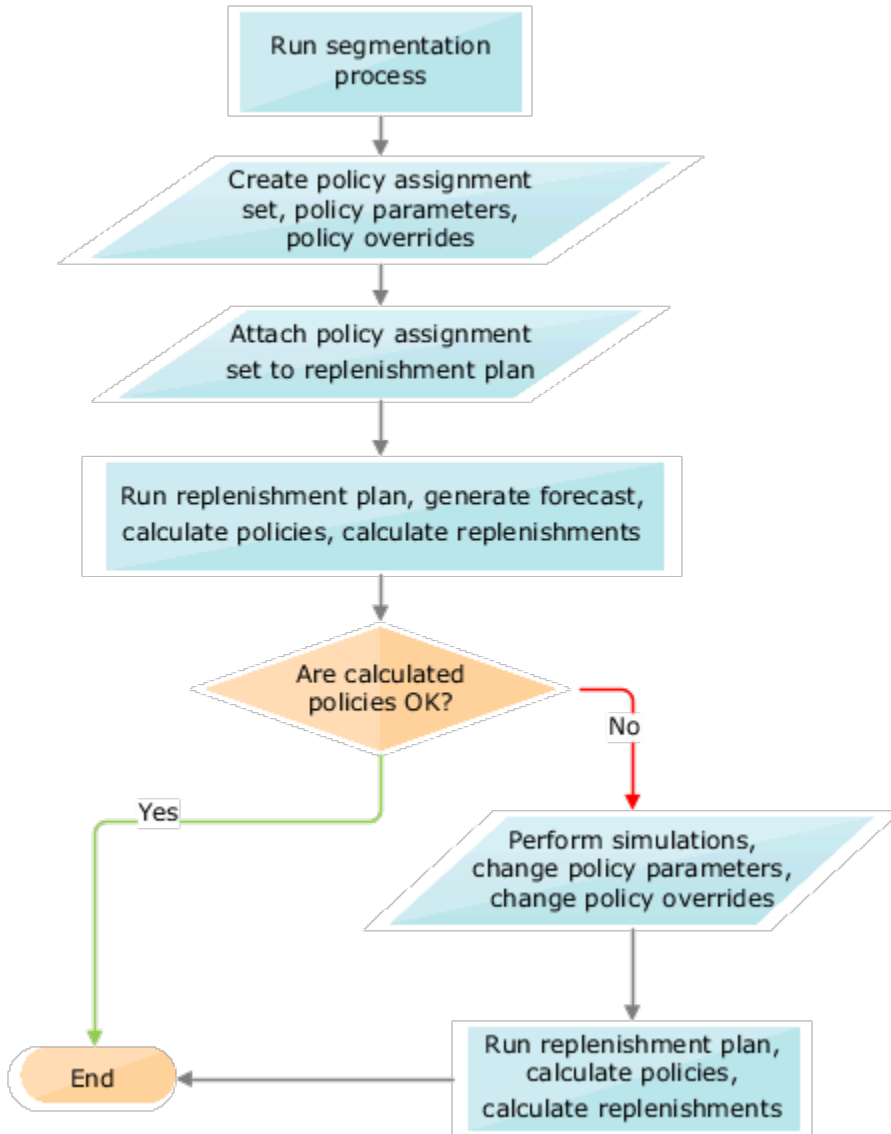 Run segmentation
process
Create policy assignment
set, policy parameters,
policy overrides
Attach policy assignment
set to replenishment plan
Run replenishment plan, generate forecast,
calculate policies, calculate replenishments
Are calculated
policies OK?
No
Yes
Perform simulations,
change policy parameters,
change policy overrides
Run replenishment plan,
calculate policies,
calculate replenishments
End